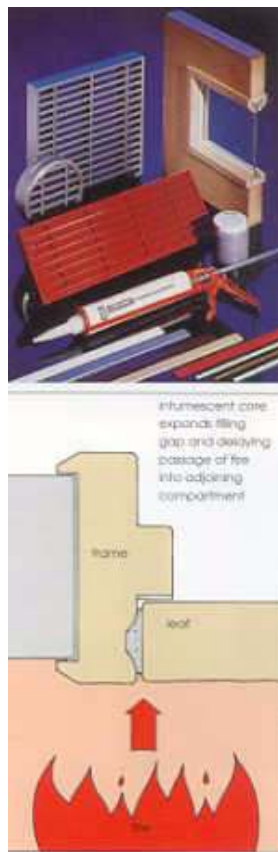 intumescent core
expands filling
gap and delaying
passage of fire
into adjoining
compartment
frame
leaf
fire